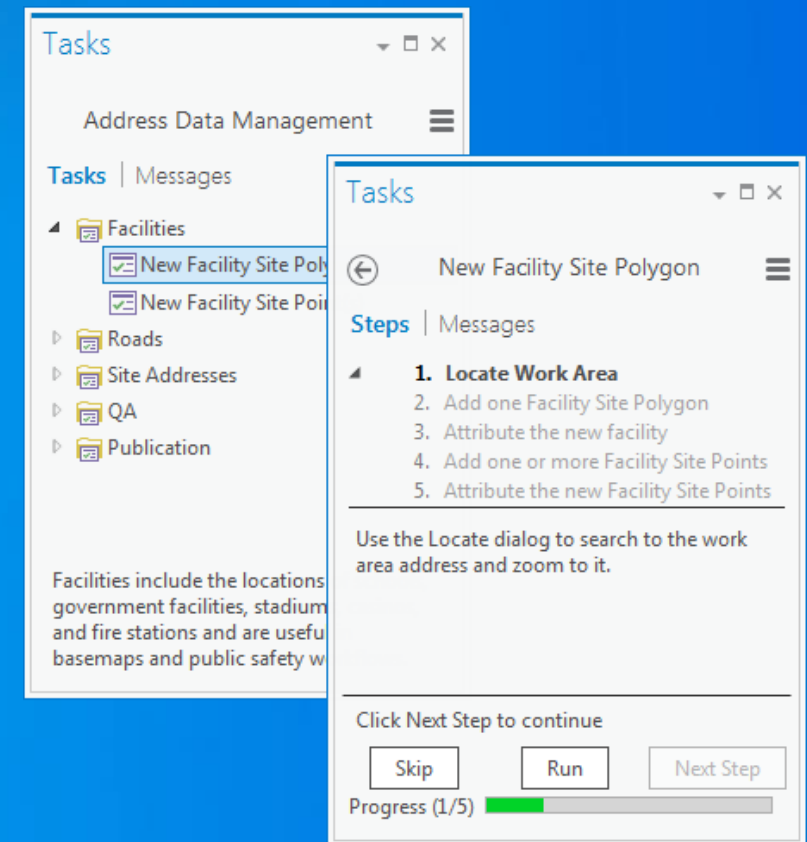 Tasks
Address Data Management
Tasks | Messages
Facilities
New Facility Site
New Facility Site
Roads
Site Addresses
QA
Publication
Facilities include the locations
government facilities,
and fire stations and are
basemaps and public safety
Tasks
New Facility Site Polygon
Steps | Messages
1. Locate Work Area
2. Add one Facility Site Polygon
3. Attribute the new facility
4. Add one or more Facility Site Points
5. Attribute the new Facility Site Points
Use the Locate dialog to search to the work
area address and zoom to it.
Click Next Step to continue
Skip Run Next Step
Progress (1/5)